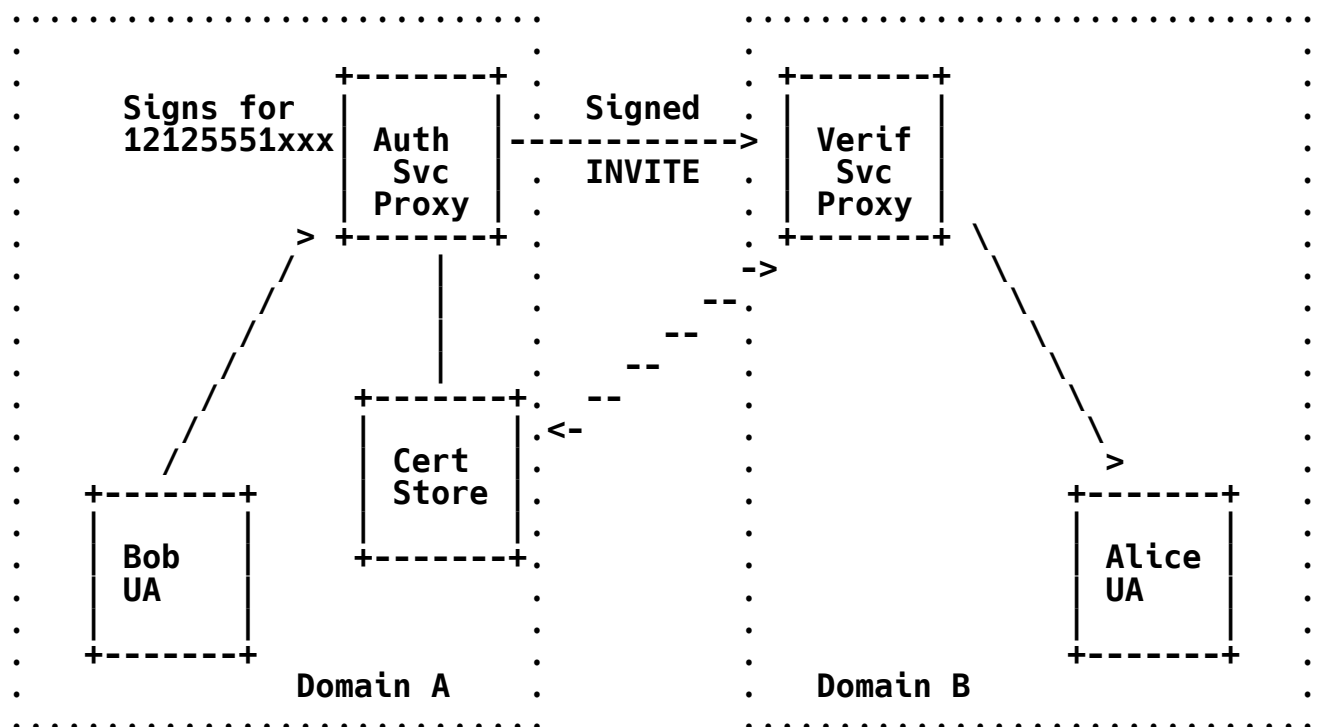 Signs for
12125551xxx
Auth
Svc
Proxy
Signed
INVITE
Verif
Svc
Proxy
Cert
Store
Bob
UA
Alice
UA
Domain A
Domain B